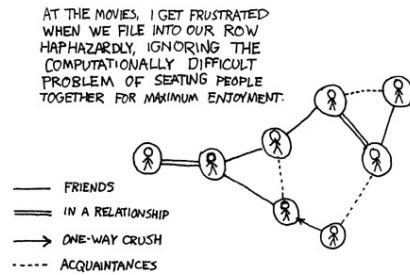 AT THE MOVIES, I GET FRUSTRATED
WHEN WE FILE INTO OUR ROW
HAPHAZARDLY, IGNORING THE
COMPUTATIONALLY DIFFICULT
PROBLEM OF SEATING PEOPLE
TOGETHER FOR MAXIMUM ENJOYMENT.
FRIENDS
IN A RELATIONSHIP
ONE-WAY CRUSH
ACQUAINTANCES